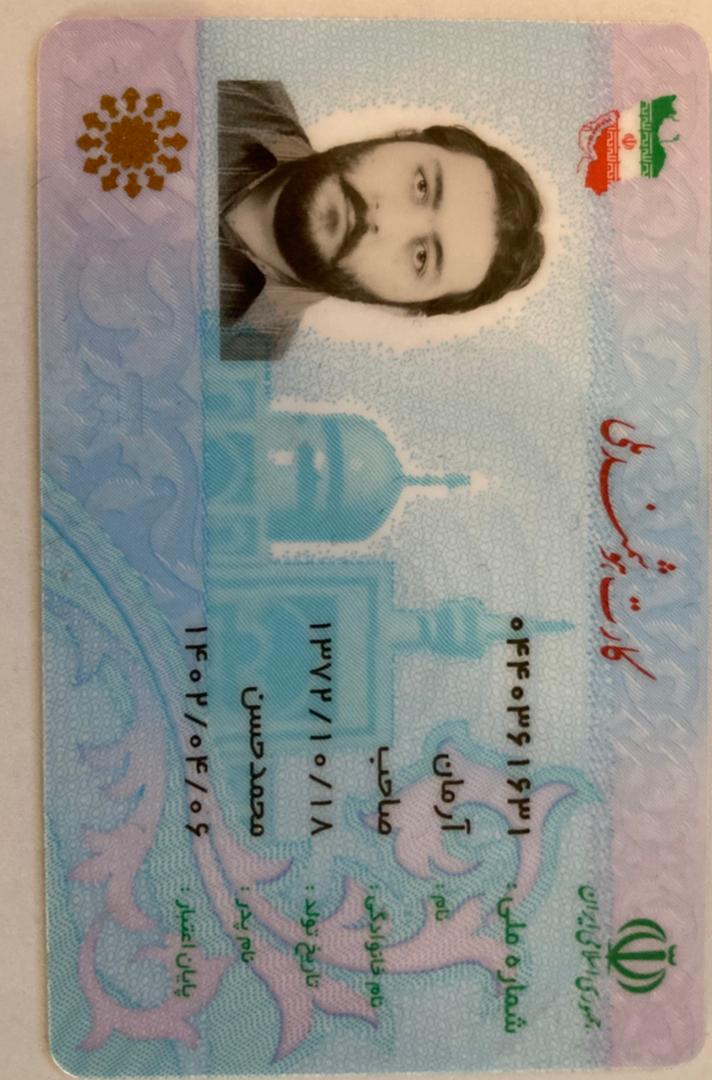 کارت هوشمند ملی
جمهوری اسلامی ایران
شماره ملی : ۰۴۴۰۳۶۱۶۳۱
نام : آرمان
نام خانوادگی : صاحب
تاریخ تولد : ۱۳۷۲/۱۰/۱۸
نام پدر : محمدحسن
پایان اعتبار : ۱۴۰۲/۰۴/۰۶